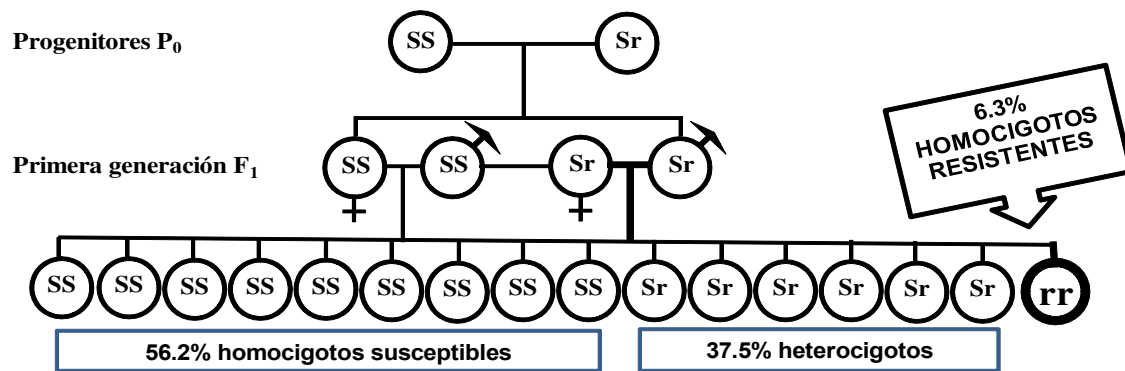 Progenitores P₀
SS Sr
6.3%
HOMOCIGOTOS
RESISTENTES
Primera generación F₁
SS SS Sr Sr
SS SS SS SS SS SS SS SS SS Sr Sr Sr Sr Sr Sr rr
56.2% homocigotos susceptibles 37.5% heterocigotos